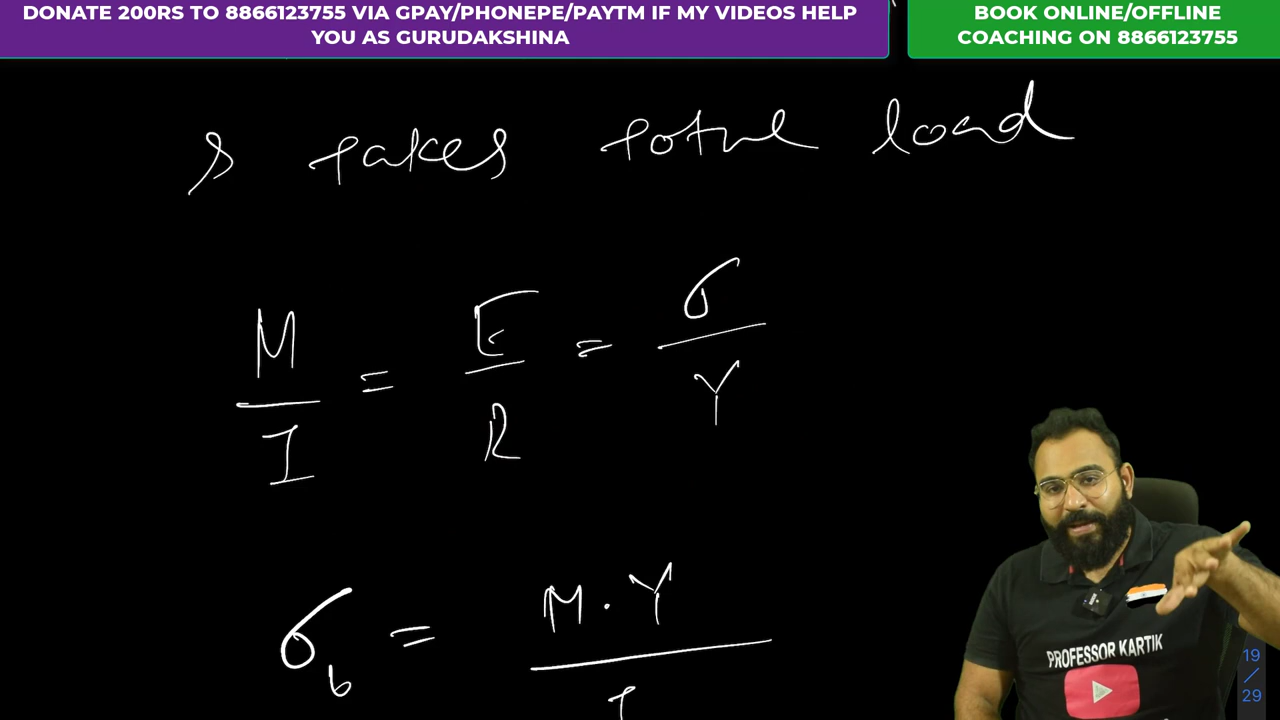 DONATE 200RS TO 8866123755 VIA GPAY/PHONEPE/PAYTM IF MY VIDEOS HELP
YOU AS GURUDAKSHINA
BOOK ONLINE/OFFLINE
COACHING ON 8866123755
s takes total load
M/I = E/R = σ/Y
σb = M·Y/I
PROFESSOR KARTIK
19/29